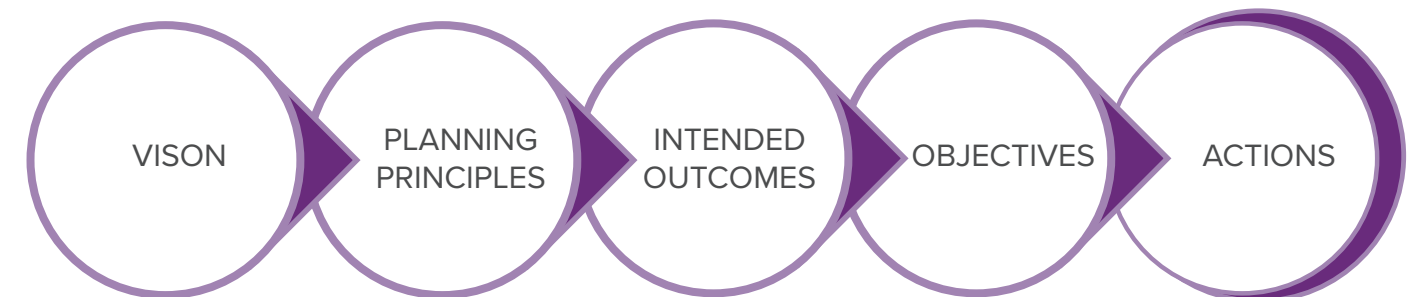 VISON
PLANNING
PRINCIPLES
INTENDED
OUTCOMES
OBJECTIVES
ACTIONS